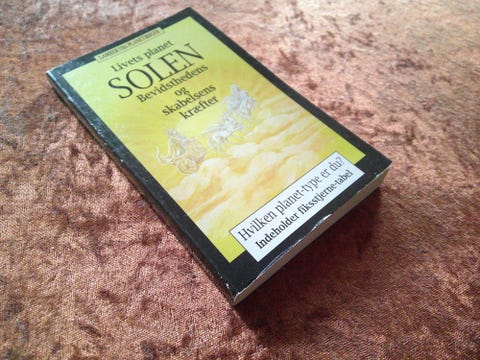 Livets planet
SOLEN
Bevidsthedens
og
skabelsens
kræfter
Hvilken planet-type er du?
Indeholder fiksstjerne-tabel